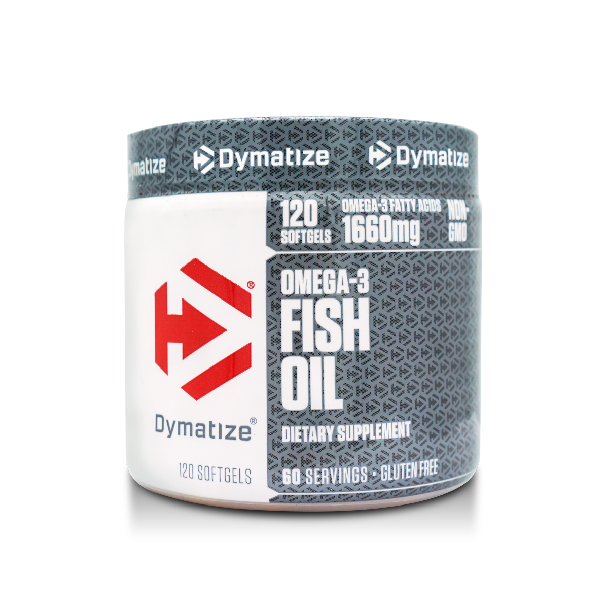 Dymatize
Dymatize
Dymatize
120
SOFTGELS
OMEGA-3 FATTY ACIDS
1660mg
NON-
GMO
OMEGA-3
FISH
OIL
DIETARY SUPPLEMENT
60 SERVINGS • GLUTEN FREE
Dymatize®
120 SOFTGELS